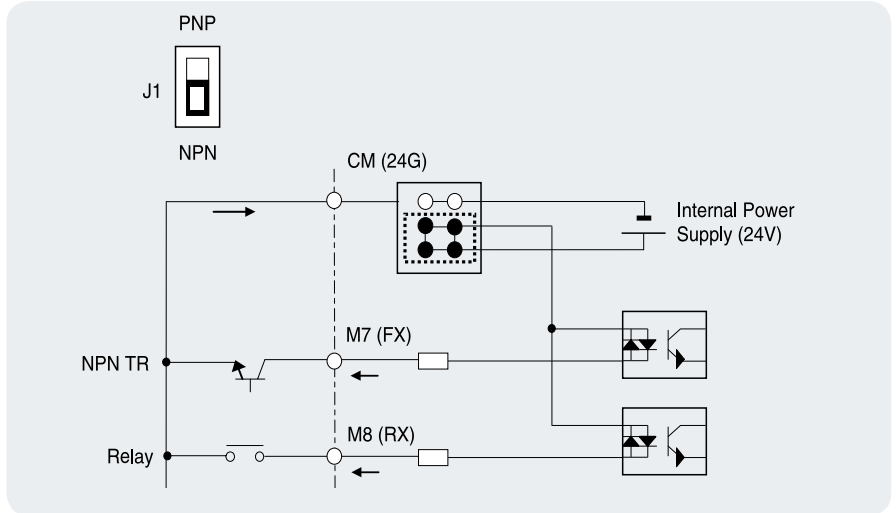 PNP
J1
NPN
CM (24G)
Internal Power
Supply (24V)
M7 (FX)
NPN TR
M8 (RX)
Relay